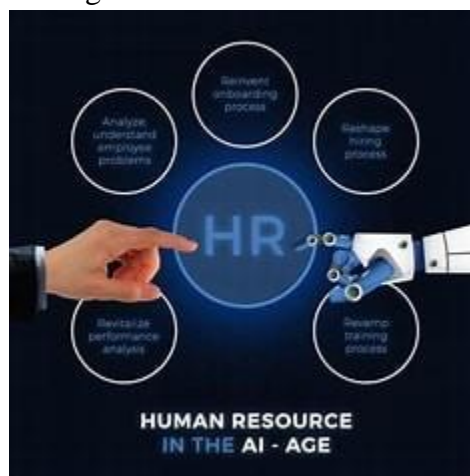 Reinvent
onboarding
process
Analyze,
understand
employee
problems
Reshape
hiring
process
HR
Revitalize
performance
analysis
Revamp
training
process
HUMAN RESOURCE
IN THE AI - AGE